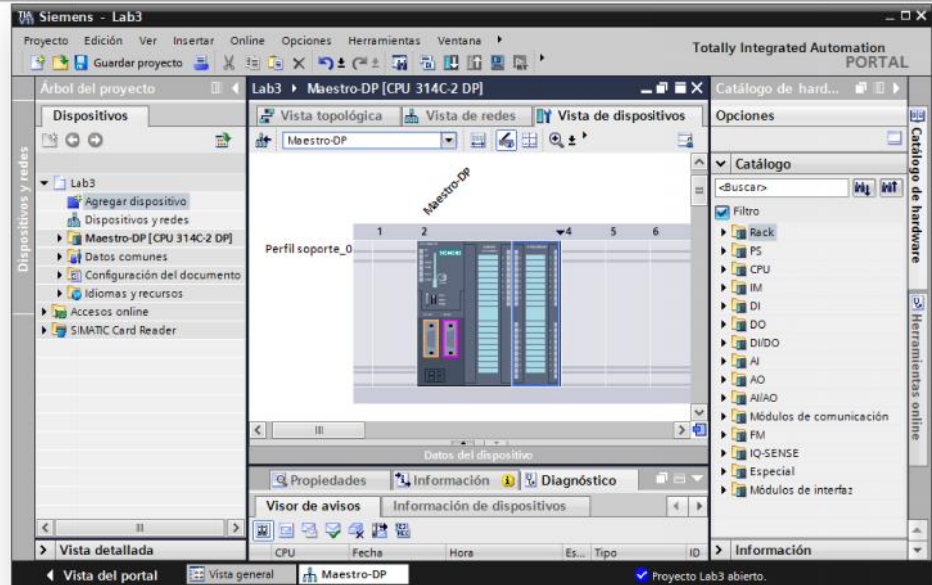 Siemens - Lab3
Proyecto Edición Ver Insertar Online Opciones Herramientas Ventana
Totally Integrated Automation
PORTAL
Guardar proyecto
Árbol del proyecto
Dispositivos
Lab3
Agregar dispositivo
Dispositivos y redes
Maestro-DP [CPU 314C-2 DP]
Datos comunes
Configuración del documento
Idiomas y recursos
Accesos online
SIMATIC Card Reader
Vista detallada
Dispositivos y redes
Lab3 Maestro-DP [CPU 314C-2 DP]
Vista topológica Vista de redes Vista de dispositivos
Maestro-DP
Maestro-DP
1 2 4 5 6
Perfil soporte_0
SIEMENS
Datos del dispositivo
Propiedades Información Diagnóstico
Visor de avisos Información de dispositivos
CPU Fecha Hora Es... Tipo ID
Catálogo de hard...
Opciones
Catálogo
<Buscar>
Filtro
Rack
PS
CPU
IM
DI
DO
DI/DO
AI
AO
AI/AO
Módulos de comunicación
FM
IQ-SENSE
Especial
Módulos de interfaz
Información
Catálogo de hardware
Herramientas online
Vista del portal Vista general Maestro-DP Proyecto Lab3 abierto.